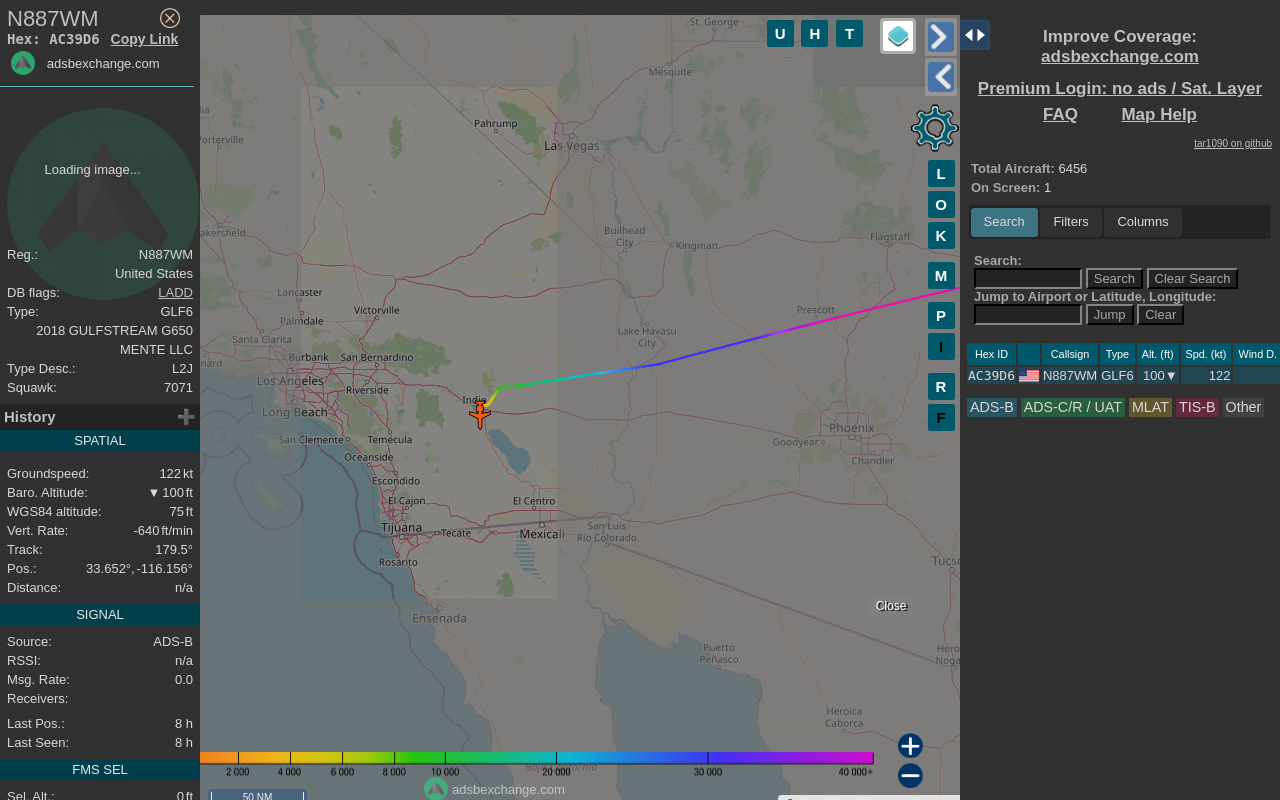 N887WM
Hex: AC39D6 Copy Link
adsbexchange.com
Loading image...
Reg.: N887WM
United States
DB flags: LADD
Type: GLF6
2018 GULFSTREAM G650
MENTE LLC
Type Desc.: L2J
Squawk: 7071
History
SPATIAL
Groundspeed: 122 kt
Baro. Altitude: ▼ 100 ft
WGS84 altitude: 75 ft
Vert. Rate: -640 ft/min
Track: 179.5°
Pos.: 33.652°, -116.156°
Distance: n/a
SIGNAL
Source: ADS-B
RSSI: n/a
Msg. Rate: 0.0
Receivers:
Last Pos.: 8 h
Last Seen: 8 h
FMS SEL
Sel. Alt.: 0 ft
St. George
Mesquite
Pahrump
Las Vegas
Porterville
akersfield
Bullhead
City
Kingman
Flagstaff
Lancaster
Palmdale
Victorville
Santa Clarita
Prescott
Lake Havasu
City
nard
Burbank
San Bernardino
Los Angeles
Riverside
Indio
Long Beach
San Clemente
Temecula
Phoenix
Goodyear
Chandler
Oceanside
Escondido
El Cajon
El Centro
Tijuana
Tecate
Mexicali
San Luis
Río Colorado
Rosarito
Tucso
Ensenada
Puerto
Peñasco
Hero
Noga
Heroica
Caborca
Baja California
U H T
L
O
K
M
P
I
R
F
Close
2 000 4 000 6 000 8 000 10 000 20 000 30 000 40 000+
adsbexchange.com
50 NM
Improve Coverage:
adsbexchange.com
Premium Login: no ads / Sat. Layer
FAQ Map Help
tar1090 on github
Total Aircraft: 6456
On Screen: 1
Search Filters Columns
Search:
Search Clear Search
Jump to Airport or Latitude, Longitude:
Jump Clear
Hex ID Callsign Type Alt. (ft) Spd. (kt) Wind D.
AC39D6 N887WM GLF6 100▼ 122
ADS-B ADS-C/R / UAT MLAT TIS-B Other